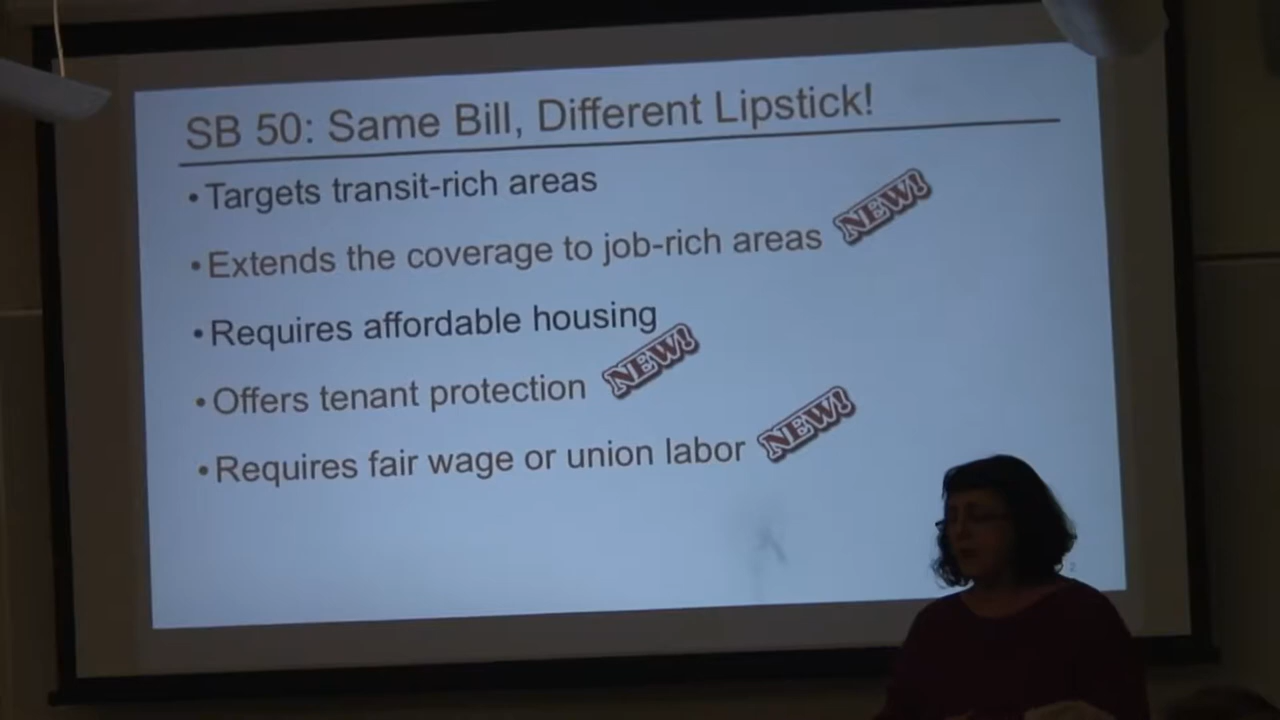 SB 50: Same Bill, Different Lipstick!
• Targets transit-rich areas
• Extends the coverage to job-rich areas NEW!
• Requires affordable housing
• Offers tenant protection NEW!
• Requires fair wage or union labor NEW!
2